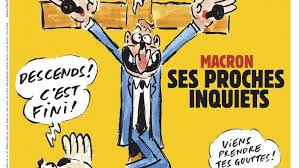 MACRON
SES PROCHES
INQUIETS
DESCENDS!
C'EST
FINI!
VIENS
PRENDRE
TES GOUTTES!